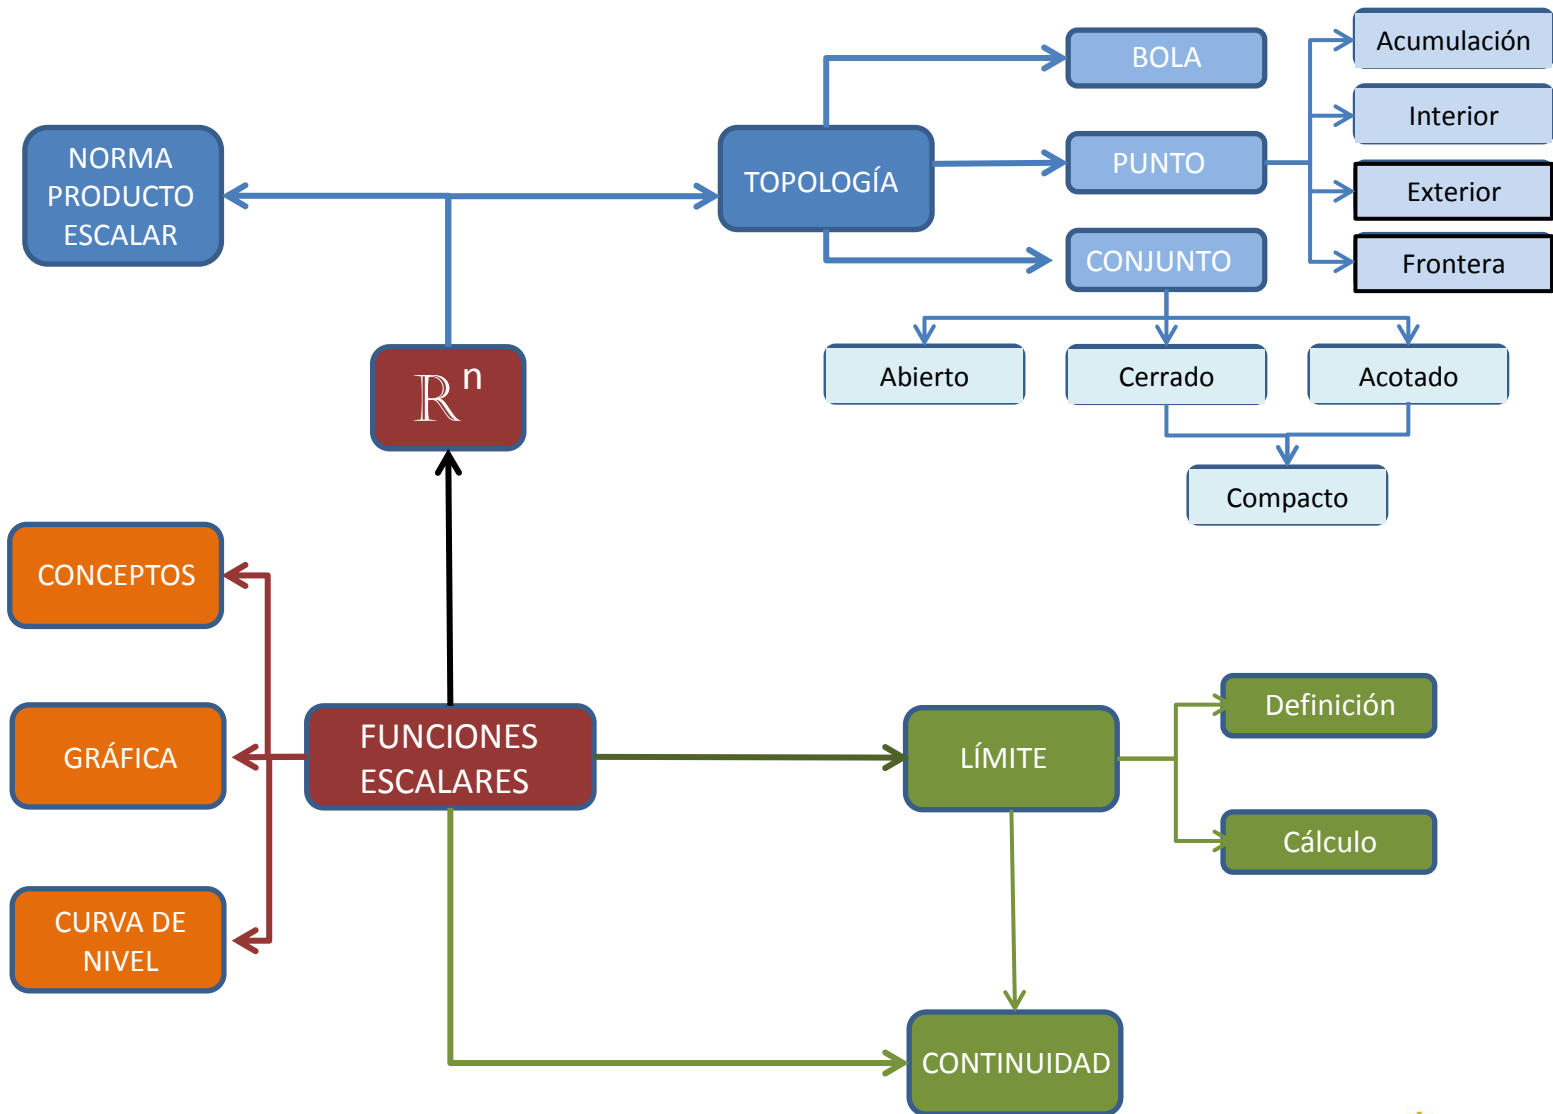 BOLA
Acumulación
Interior
NORMA
PRODUCTO
ESCALAR
TOPOLOGÍA
PUNTO
Exterior
CONJUNTO
Frontera
Abierto
Cerrado
Acotado
ℝⁿ
Compacto
CONCEPTOS
GRÁFICA
FUNCIONES
ESCALARES
LÍMITE
Definición
Cálculo
CURVA DE
NIVEL
CONTINUIDAD